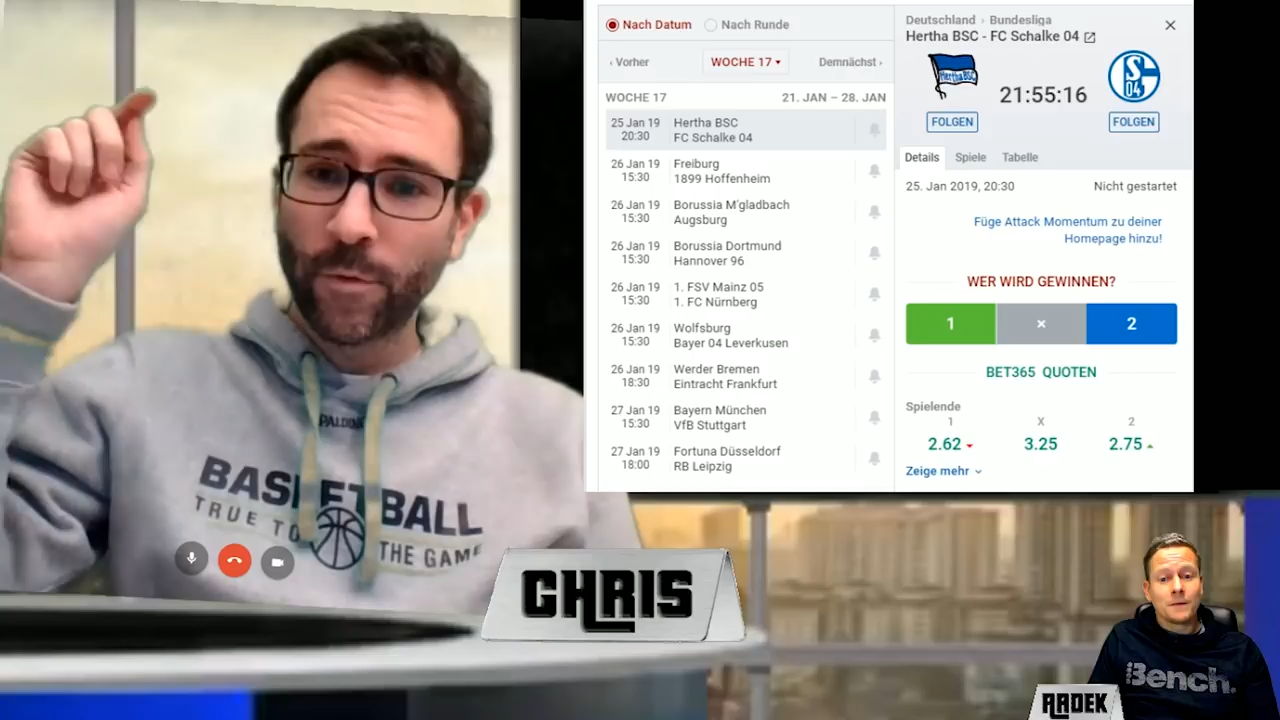 Nach Datum
Nach Runde
‹ Vorher
WOCHE 17
Demnächst ›
WOCHE 17
21. JAN – 28. JAN
25 Jan 19
20:30
Hertha BSC
FC Schalke 04
26 Jan 19
15:30
Freiburg
1899 Hoffenheim
26 Jan 19
15:30
Borussia M'gladbach
Augsburg
26 Jan 19
15:30
Borussia Dortmund
Hannover 96
26 Jan 19
15:30
1. FSV Mainz 05
1. FC Nürnberg
26 Jan 19
15:30
Wolfsburg
Bayer 04 Leverkusen
26 Jan 19
18:30
Werder Bremen
Eintracht Frankfurt
27 Jan 19
15:30
Bayern München
VfB Stuttgart
27 Jan 19
18:00
Fortuna Düsseldorf
RB Leipzig
Deutschland › Bundesliga
Hertha BSC - FC Schalke 04
Hertha BSC
S
04
21:55:16
FOLGEN
FOLGEN
Details
Spiele
Tabelle
25. Jan 2019, 20:30
Nicht gestartet
Füge Attack Momentum zu deiner
Homepage hinzu!
WER WIRD GEWINNEN?
1
×
2
BET365 QUOTEN
Spielende
1
X
2
2.62
3.25
2.75
Zeige mehr
SPALDING
BASKETBALL
TRUE TO THE GAME
CHRIS
Bench.
RADEK